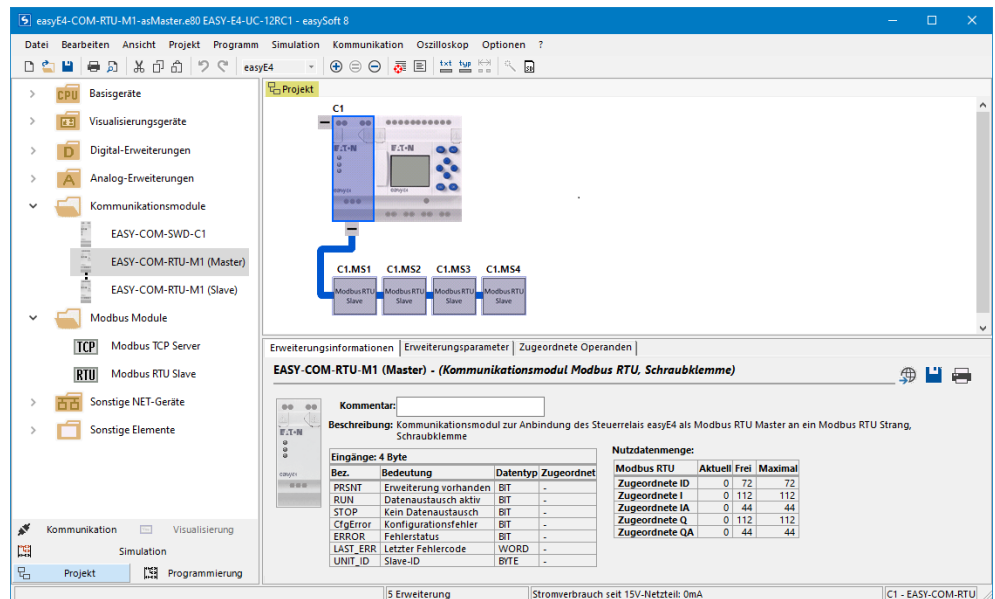 easyE4-COM-RTU-M1-asMaster.e80 EASY-E4-UC-12RC1 - easySoft 8
Datei Bearbeiten Ansicht Projekt Programm Simulation Kommunikation Oszilloskop Optionen ?
easyE4
CPU Basisgeräte
Visualisierungsgeräte
D Digital-Erweiterungen
A Analog-Erweiterungen
Kommunikationsmodule
EASY-COM-SWD-C1
EASY-COM-RTU-M1 (Master)
EASY-COM-RTU-M1 (Slave)
Modbus Module
TCP Modbus TCP Server
RTU Modbus RTU Slave
Sonstige NET-Geräte
Sonstige Elemente
Kommunikation Visualisierung
Simulation
Projekt Programmierung
Projekt
C1
C1.MS1 C1.MS2 C1.MS3 C1.MS4
Modbus RTU Slave
Modbus RTU Slave
Modbus RTU Slave
Modbus RTU Slave
Erweiterungsinformationen Erweiterungsparameter Zugeordnete Operanden
EASY-COM-RTU-M1 (Master) - (Kommunikationsmodul Modbus RTU, Schraubklemme)
Kommentar:
Beschreibung: Kommunikationsmodul zur Anbindung des Steuerrelais easyE4 als Modbus RTU Master an ein Modbus RTU Strang,
Schraubklemme
Eingänge: 4 Byte
Bez. Bedeutung Datentyp Zugeordnet
PRSNT Erweiterung vorhanden BIT -
RUN Datenaustausch aktiv BIT -
STOP Kein Datenaustausch BIT -
CfgError Konfigurationsfehler BIT -
ERROR Fehlerstatus BIT -
LAST_ERR Letzter Fehlercode WORD -
UNIT_ID Slave-ID BYTE -
Nutzdatenmenge:
Modbus RTU Aktuell Frei Maximal
Zugeordnete ID 0 72 72
Zugeordnete I 0 112 112
Zugeordnete IA 0 44 44
Zugeordnete Q 0 112 112
Zugeordnete QA 0 44 44
5 Erweiterung Stromverbrauch seit 15V-Netzteil: 0mA C1 - EASY-COM-RTU